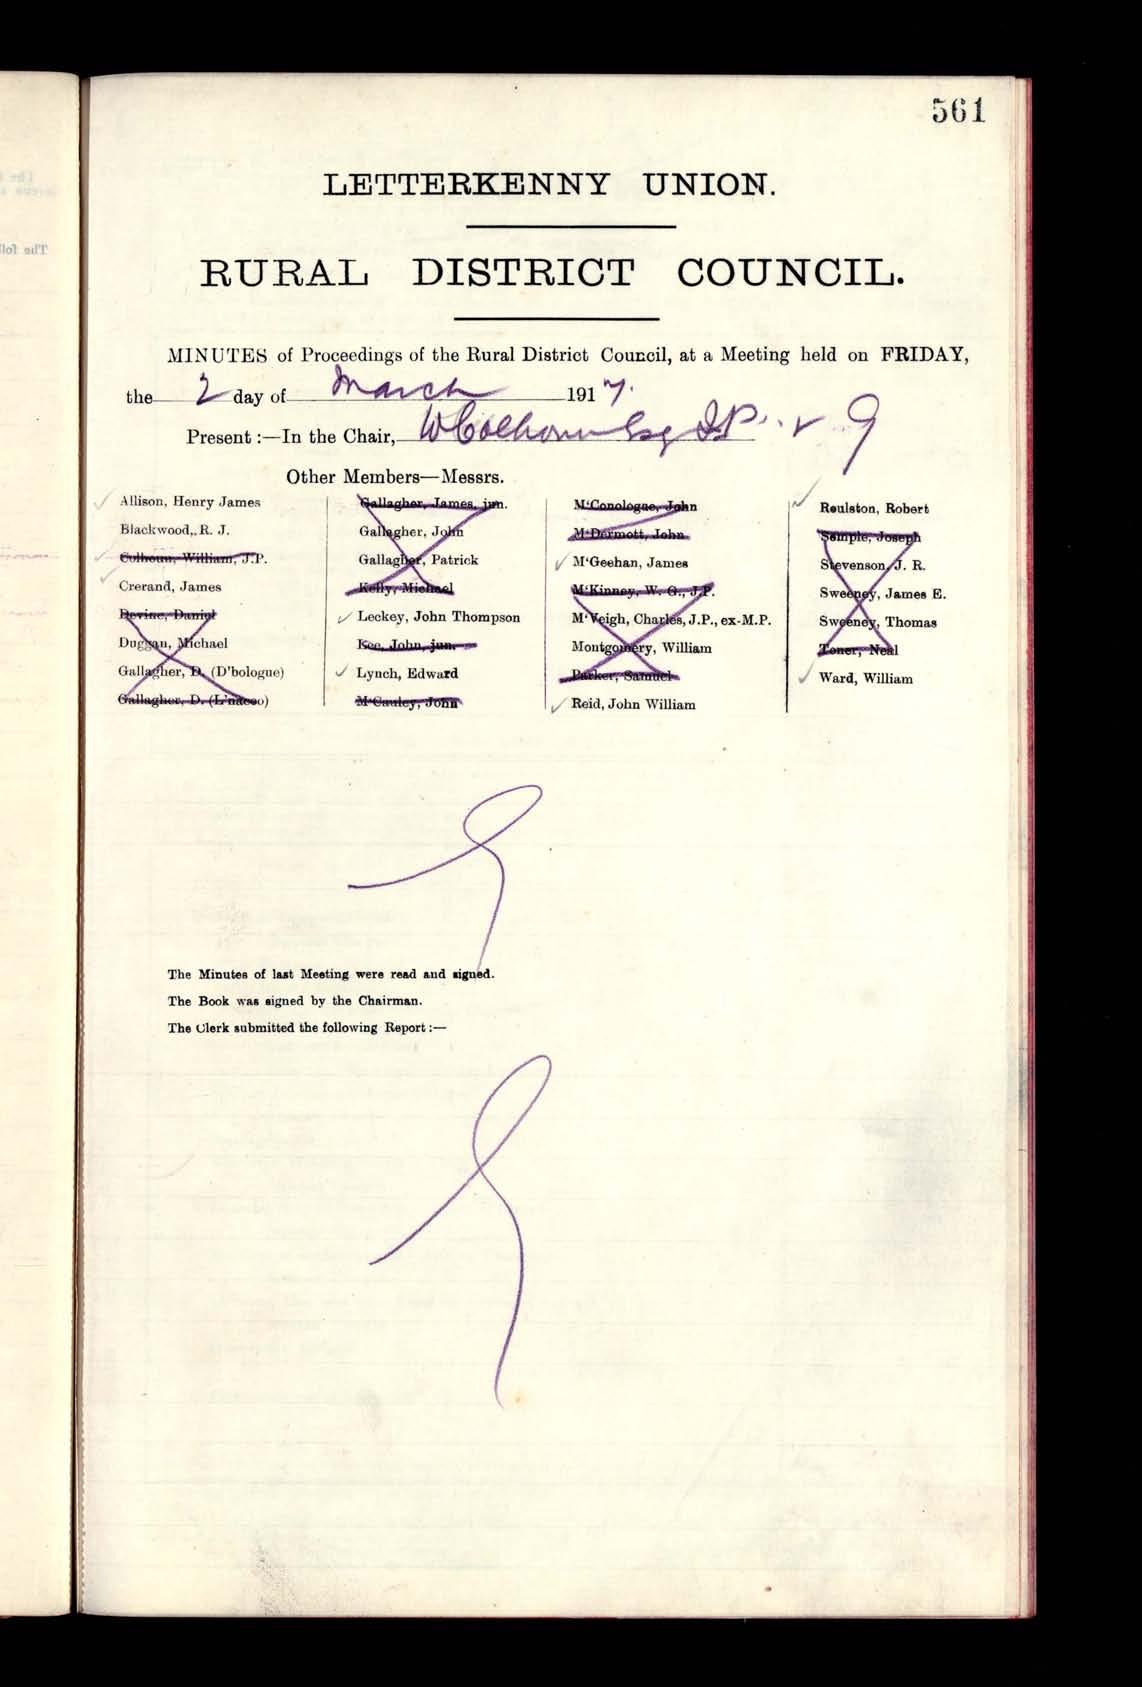 561
LETTERKENNY UNION.
RURAL DISTRICT COUNCIL.
MINUTES of Proceedings of the Rural District Council, at a Meeting held on FRIDAY,
the 2 day of March 1917.
Present :—In the Chair, W Colhoun Esq J.P. 9
Other Members—Messrs.
Allison, Henry James
Blackwood,, R. J.
Colhoun, William, J.P.
Crerand, James
Devine, Daniel
Duggan, Michael
Gallagher, D. (D'bologue)
Gallagher, D. (L'nacoo)
Gallagher, James, jun.
Gallagher, John
Gallagher, Patrick
Kelly, Michael
Leckey, John Thompson
Kee, John, jun.
Lynch, Edward
M'Cauley, John
M'Conologue, John
M'Dermott, John
M'Geehan, James
M'Kinney, W. G., J.P.
M'Veigh, Charles, J.P., ex-M.P.
Montgomery, William
Parker, Samuel
Reid, John William
Roulston, Robert
Semple, Joseph
Stevenson, J. R.
Sweeney, James E.
Sweeney, Thomas
Toner, Neal
Ward, William
The Minutes of last Meeting were read and signed.
The Book was signed by the Chairman.
The Clerk submitted the following Report :—